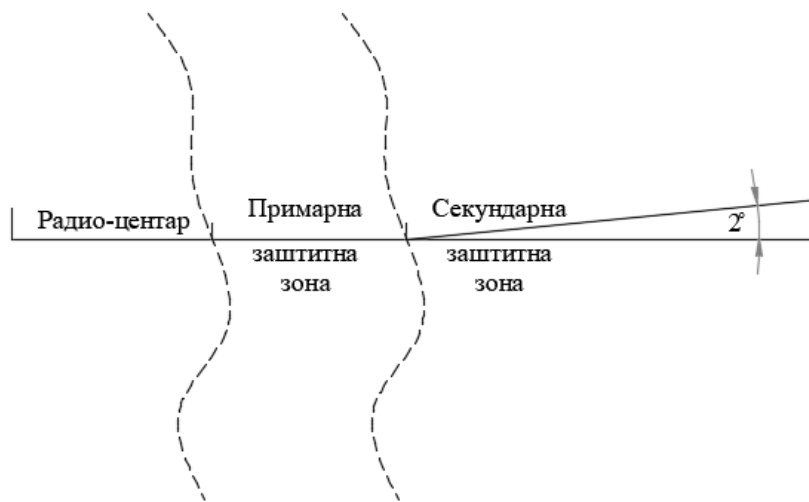 Радио-центар
Примарна
заштитна
зона
Секундарна
заштитна
зона
2°